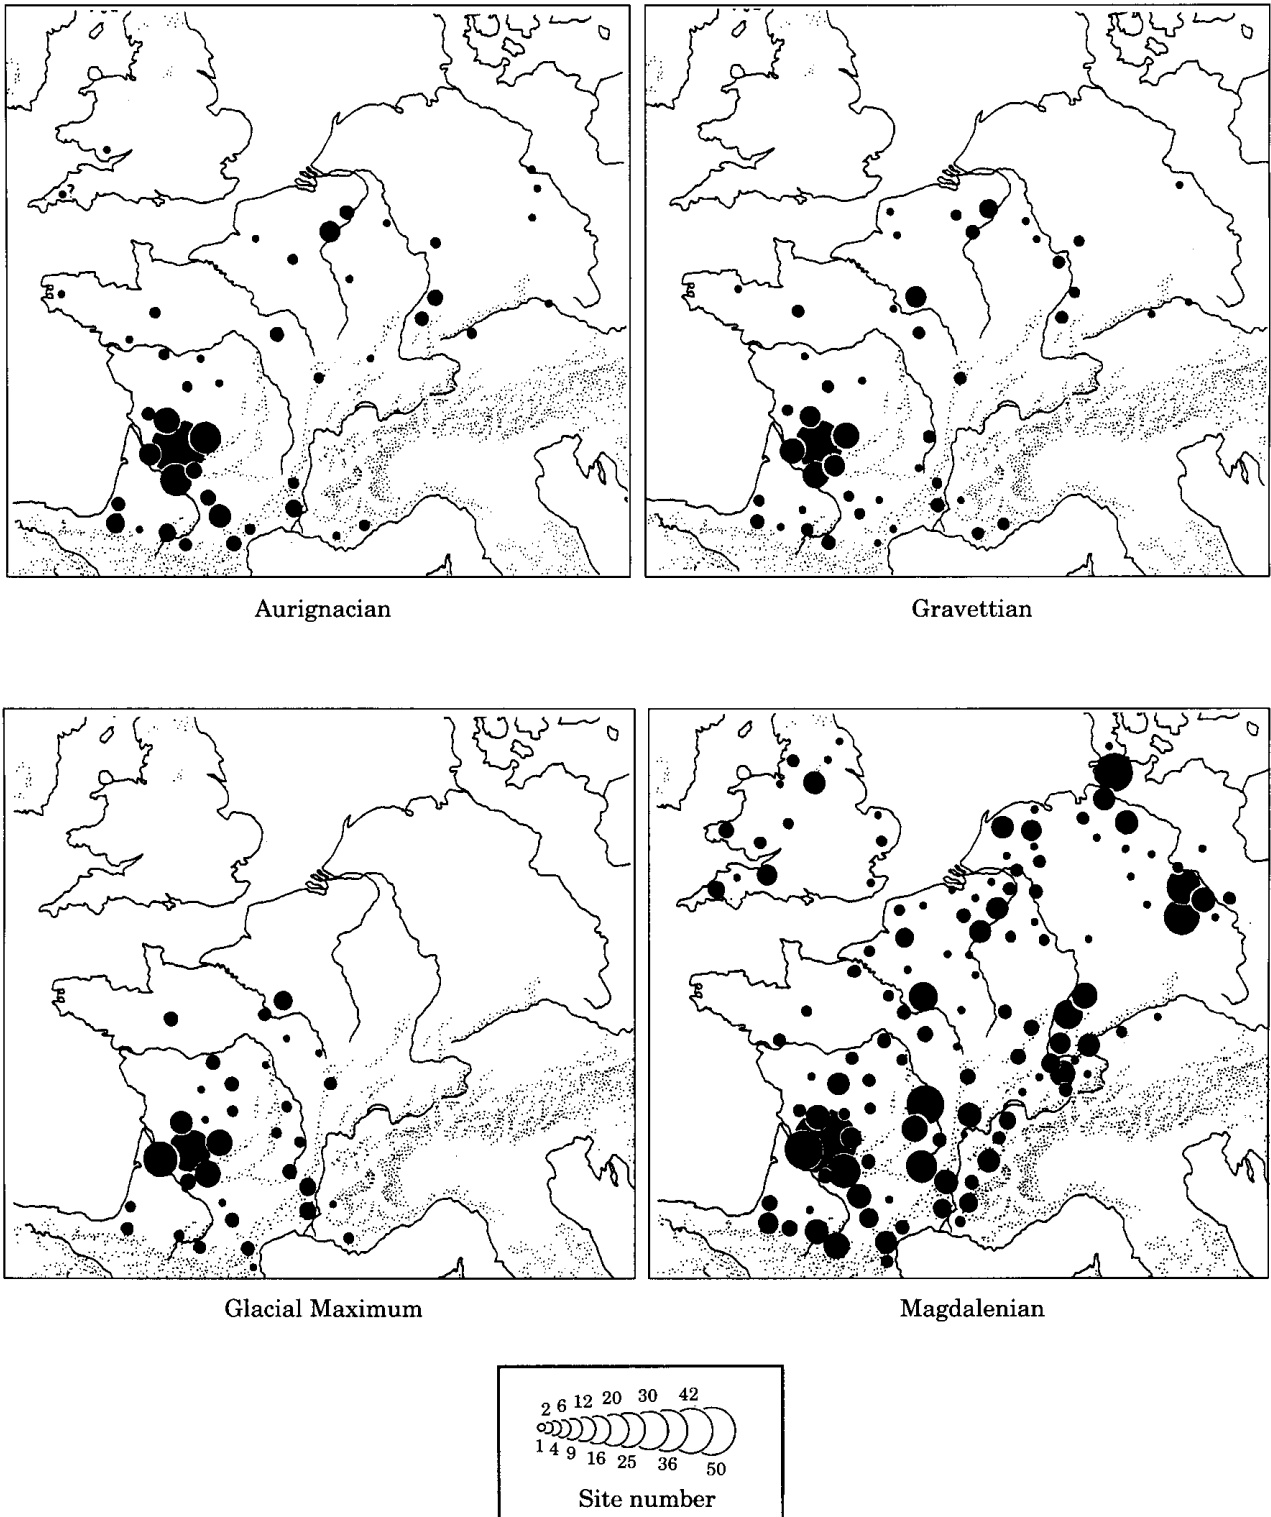 ?
Aurignacian
Gravettian
Glacial Maximum
Magdalenian
2 6 12 20 30 42
1 4 9 16 25 36 50
Site number